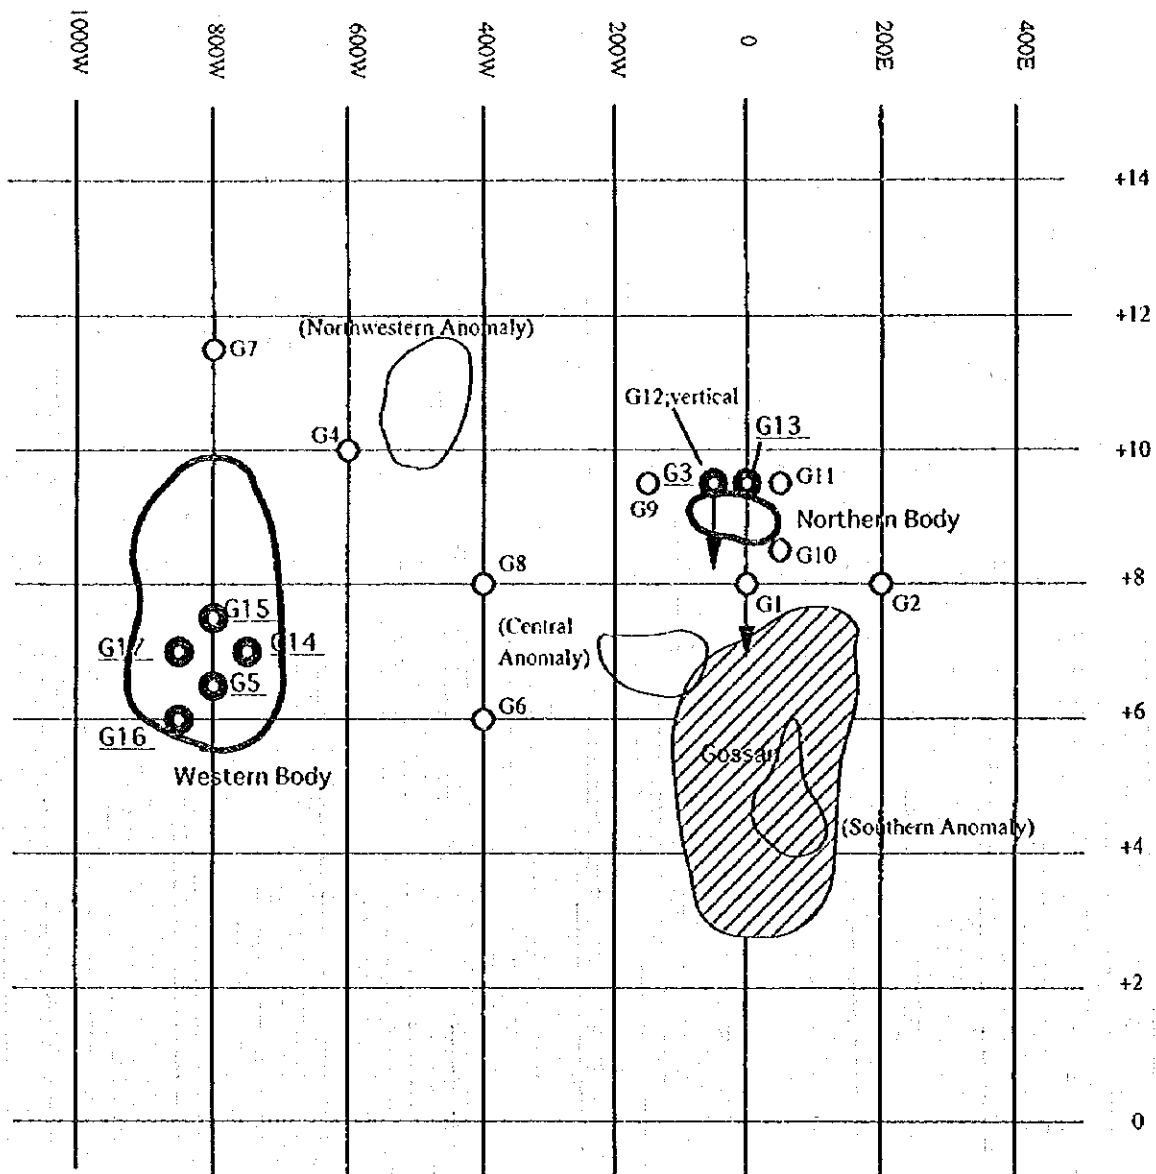 1000W
800W
600W
400W
200W
0
200E
400E
+14
+12
(Northwestern Anomaly)
G7
G12;vertical
G13
G4
+10
G3
G11
G9
Northern Body
G10
G8
+8
G1
G2
G15
(Central
Anomaly)
G17
G14
G5
G6
+6
G16
Gossan
Western Body
(Southern Anomaly)
+4
+2
0